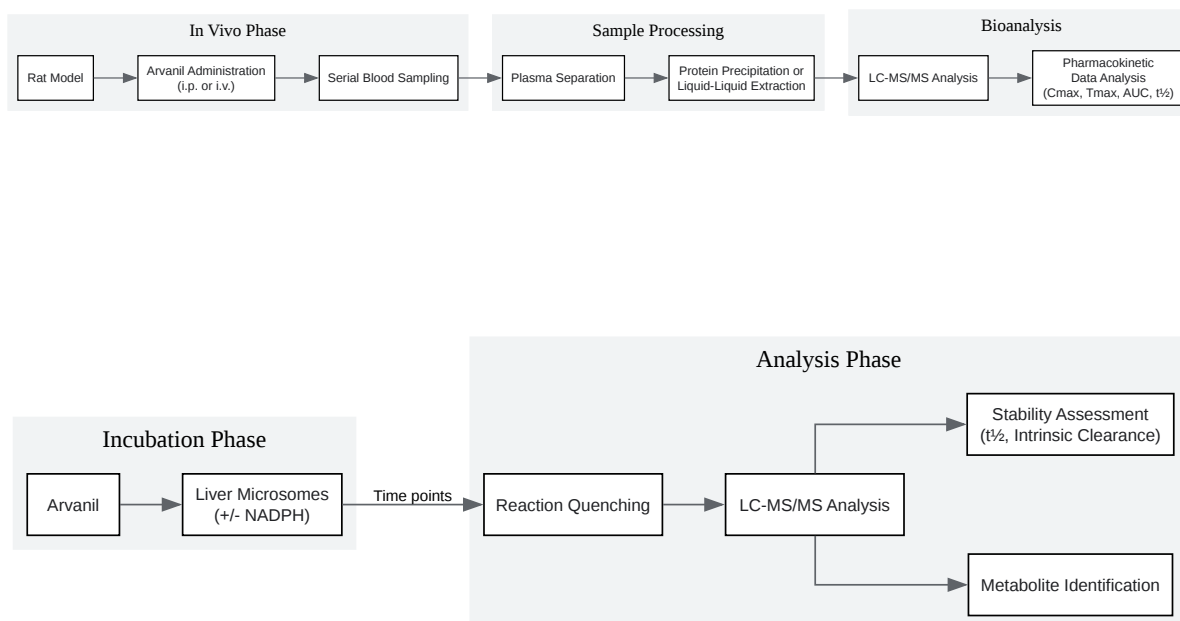 In Vivo Phase
Rat Model
Arvanil Administration
(i.p. or i.v.)
Serial Blood Sampling
Sample Processing
Plasma Separation
Protein Precipitation or
Liquid-Liquid Extraction
Bioanalysis
LC-MS/MS Analysis
Pharmacokinetic
Data Analysis
(Cmax, Tmax, AUC, t½)
Incubation Phase
Arvanil
Liver Microsomes
(+/- NADPH)
Time points
Analysis Phase
Reaction Quenching
LC-MS/MS Analysis
Stability Assessment
(t½, Intrinsic Clearance)
Metabolite Identification